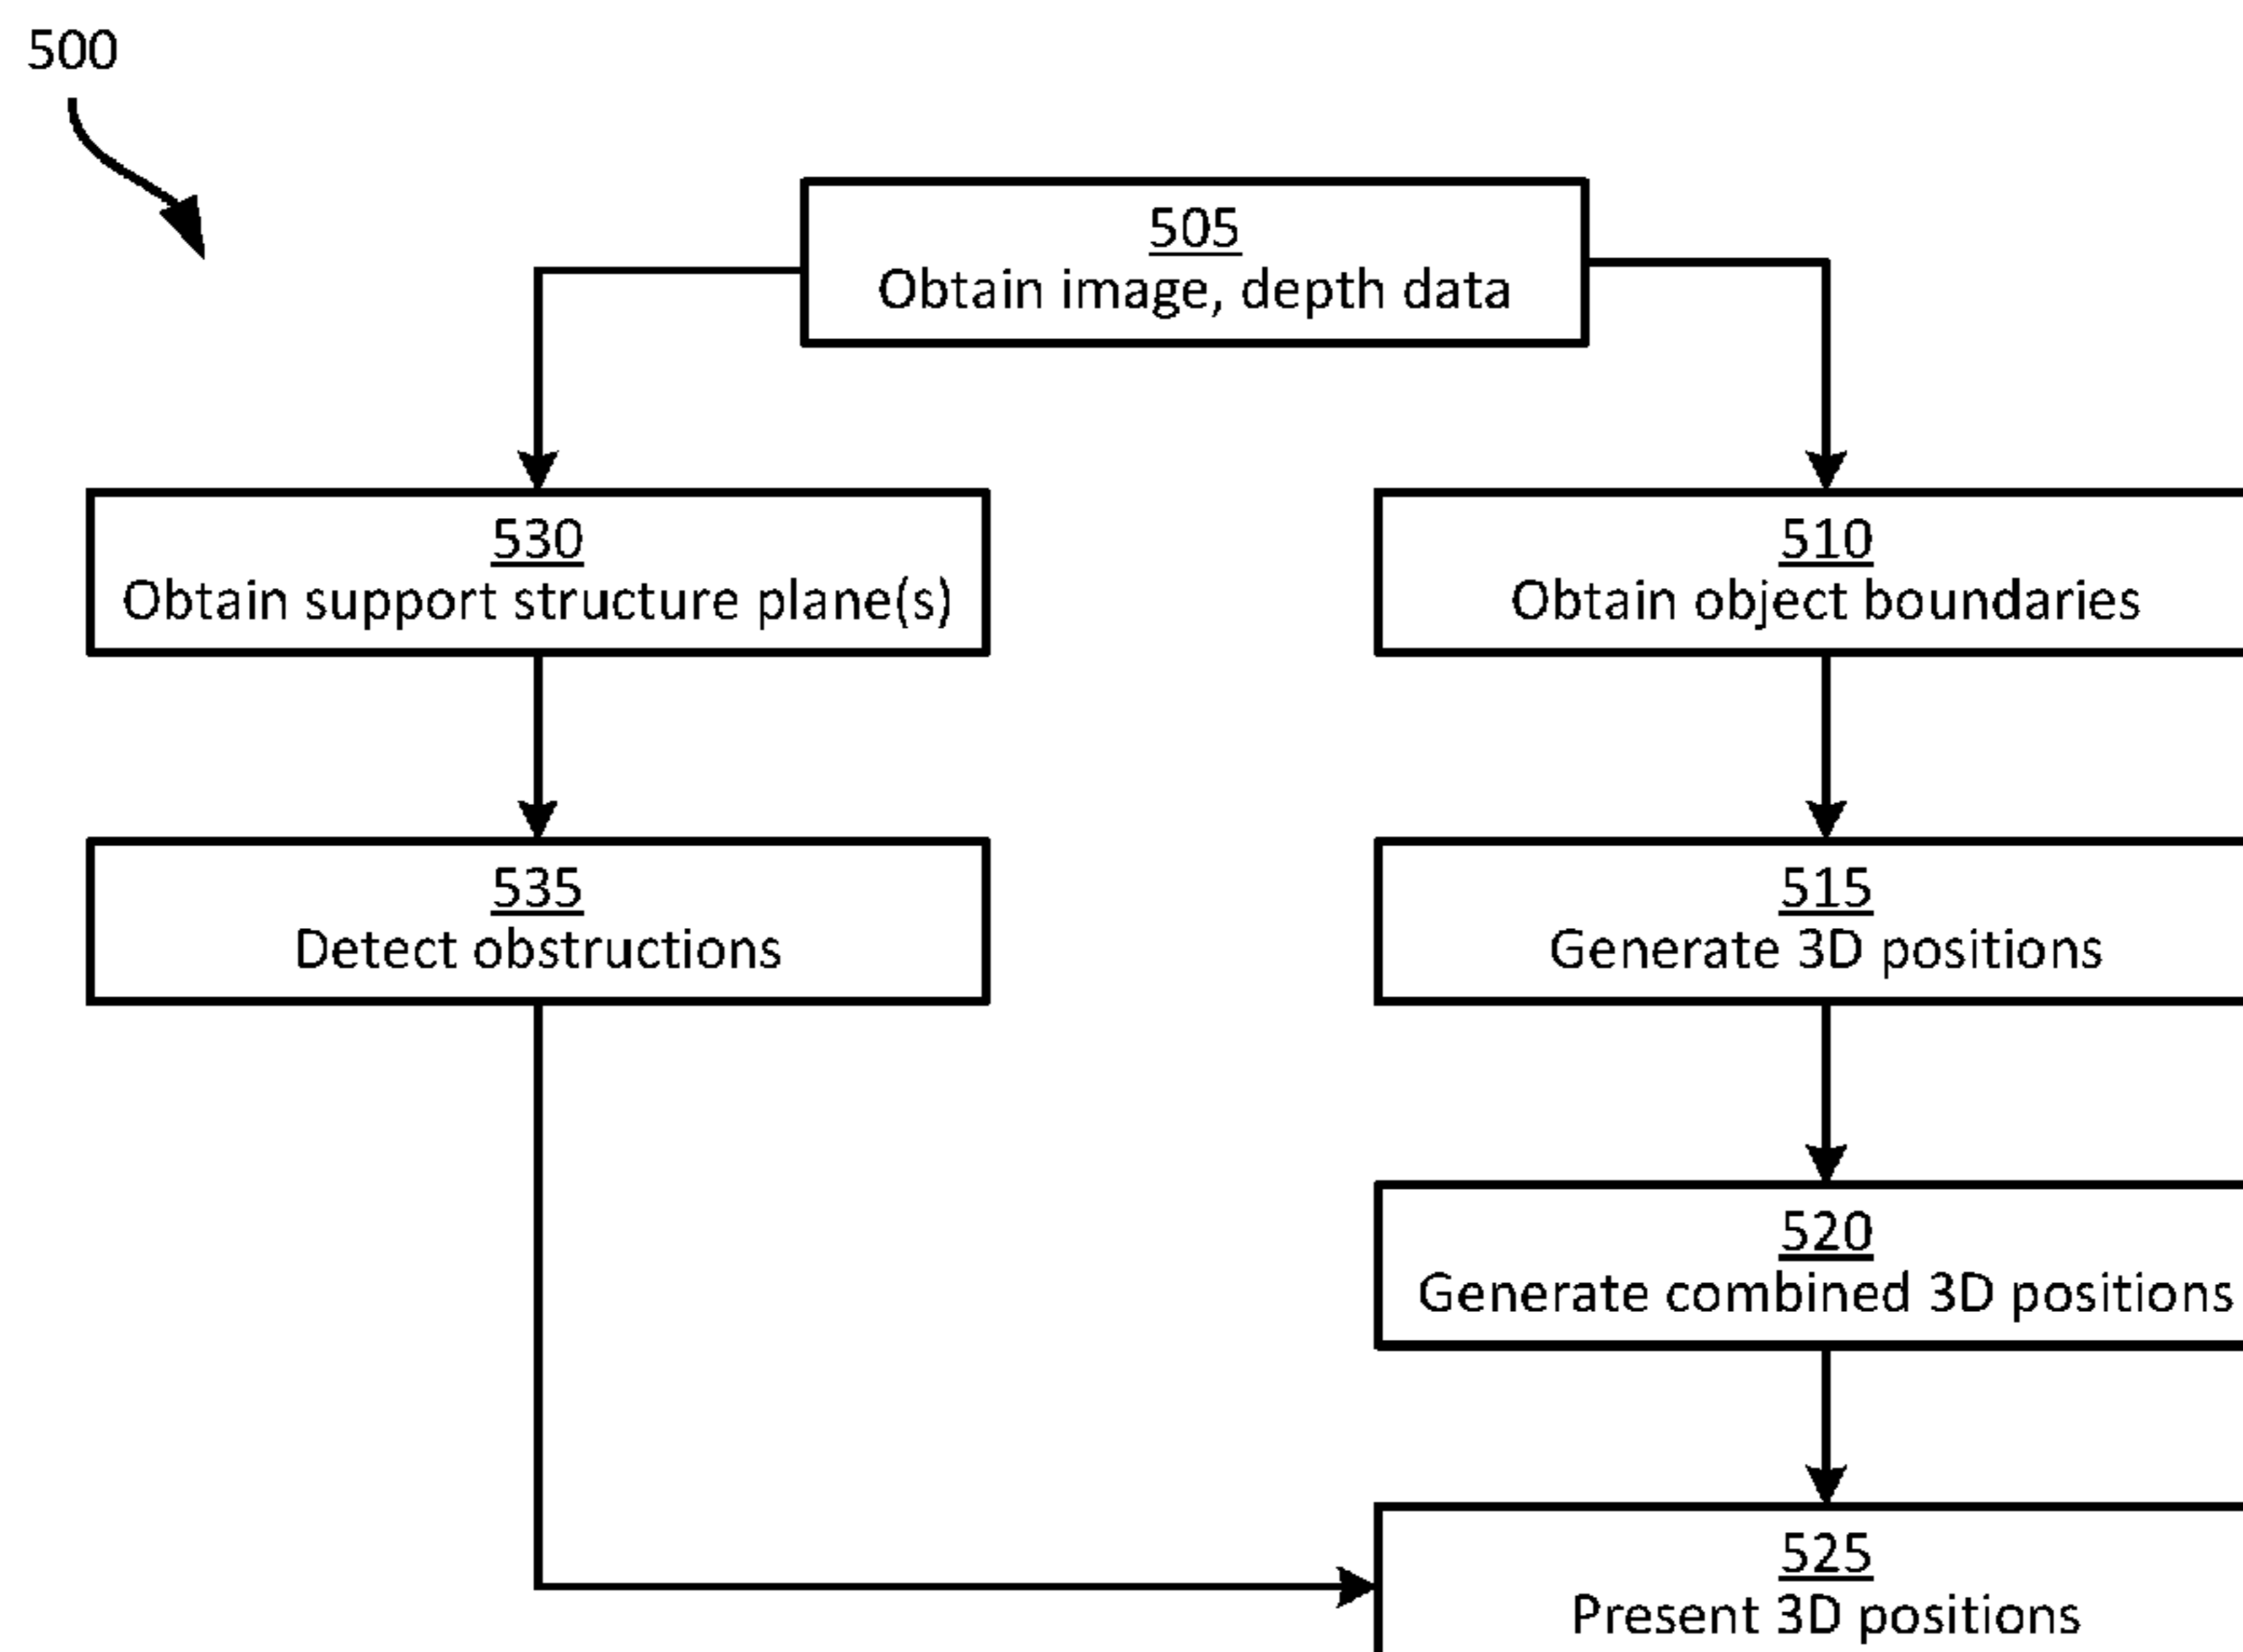 500
505
Obtain image, depth data
530
Obtain support structure plane(s)
510
Obtain object boundaries
535
Detect obstructions
515
Generate 3D positions
520
Generate combined 3D positions
525
Present 3D positions